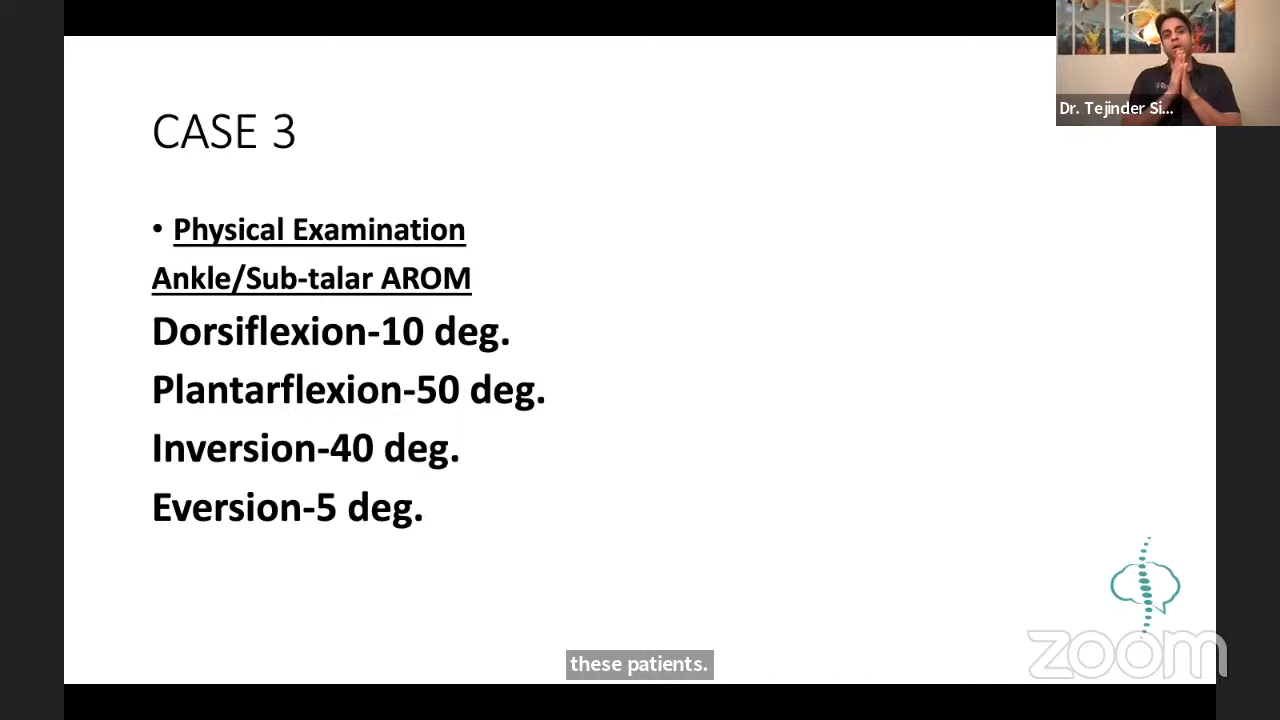 Dr. Tejinder Si...
CASE 3
• Physical Examination
Ankle/Sub-talar AROM
Dorsiflexion-10 deg.
Plantarflexion-50 deg.
Inversion-40 deg.
Eversion-5 deg.
zoom
these patients.